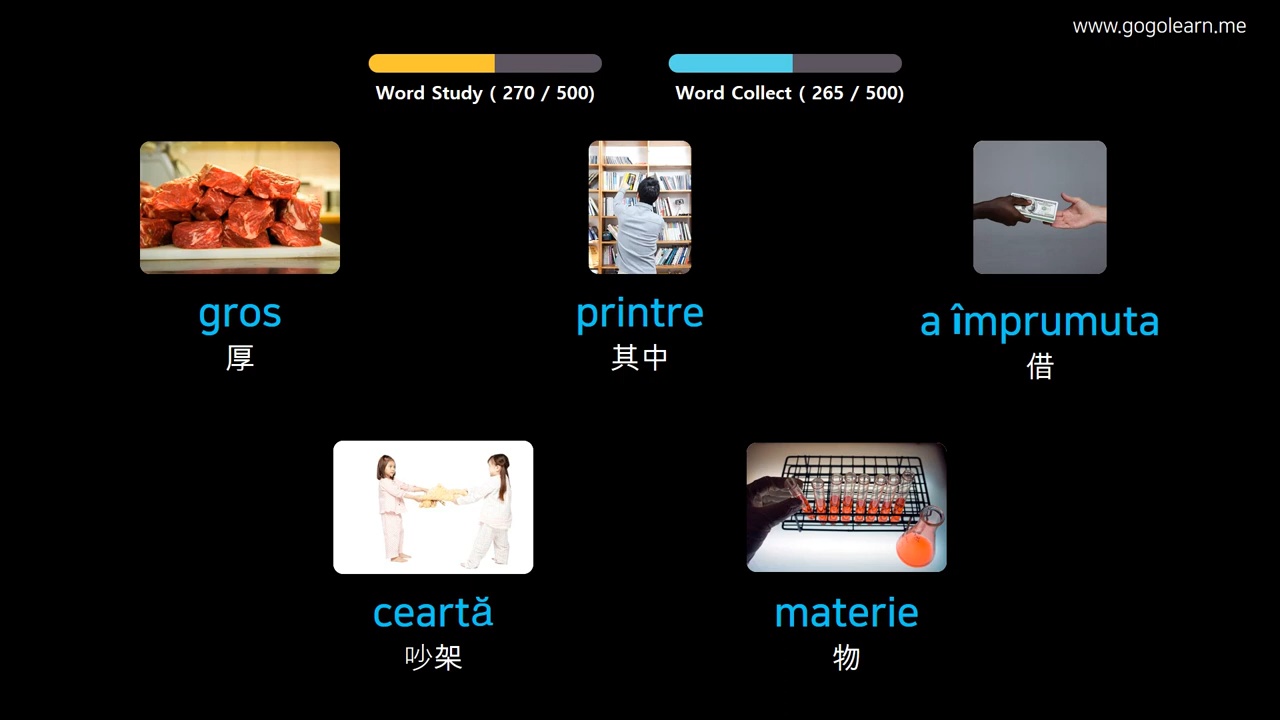 www.gogolearn.me
Word Study ( 270 / 500)
Word Collect ( 265 / 500)
gros
厚
printre
其中
a împrumuta
借
ceartă
吵架
materie
物